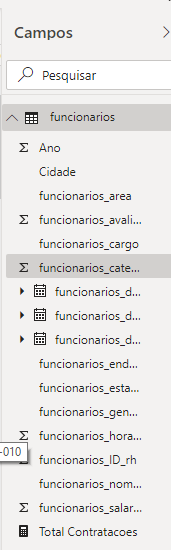 Campos
Pesquisar
funcionarios
Ano
Cidade
funcionarios_area
funcionarios_avali...
funcionarios_cargo
funcionarios_cate...
funcionarios_d...
funcionarios_d...
funcionarios_d...
funcionarios_end...
funcionarios_esta...
funcionarios_gen...
funcionarios_hora...
-010
funcionarios_ID_rh
funcionarios_nom...
funcionarios_salar...
Total Contratacoes